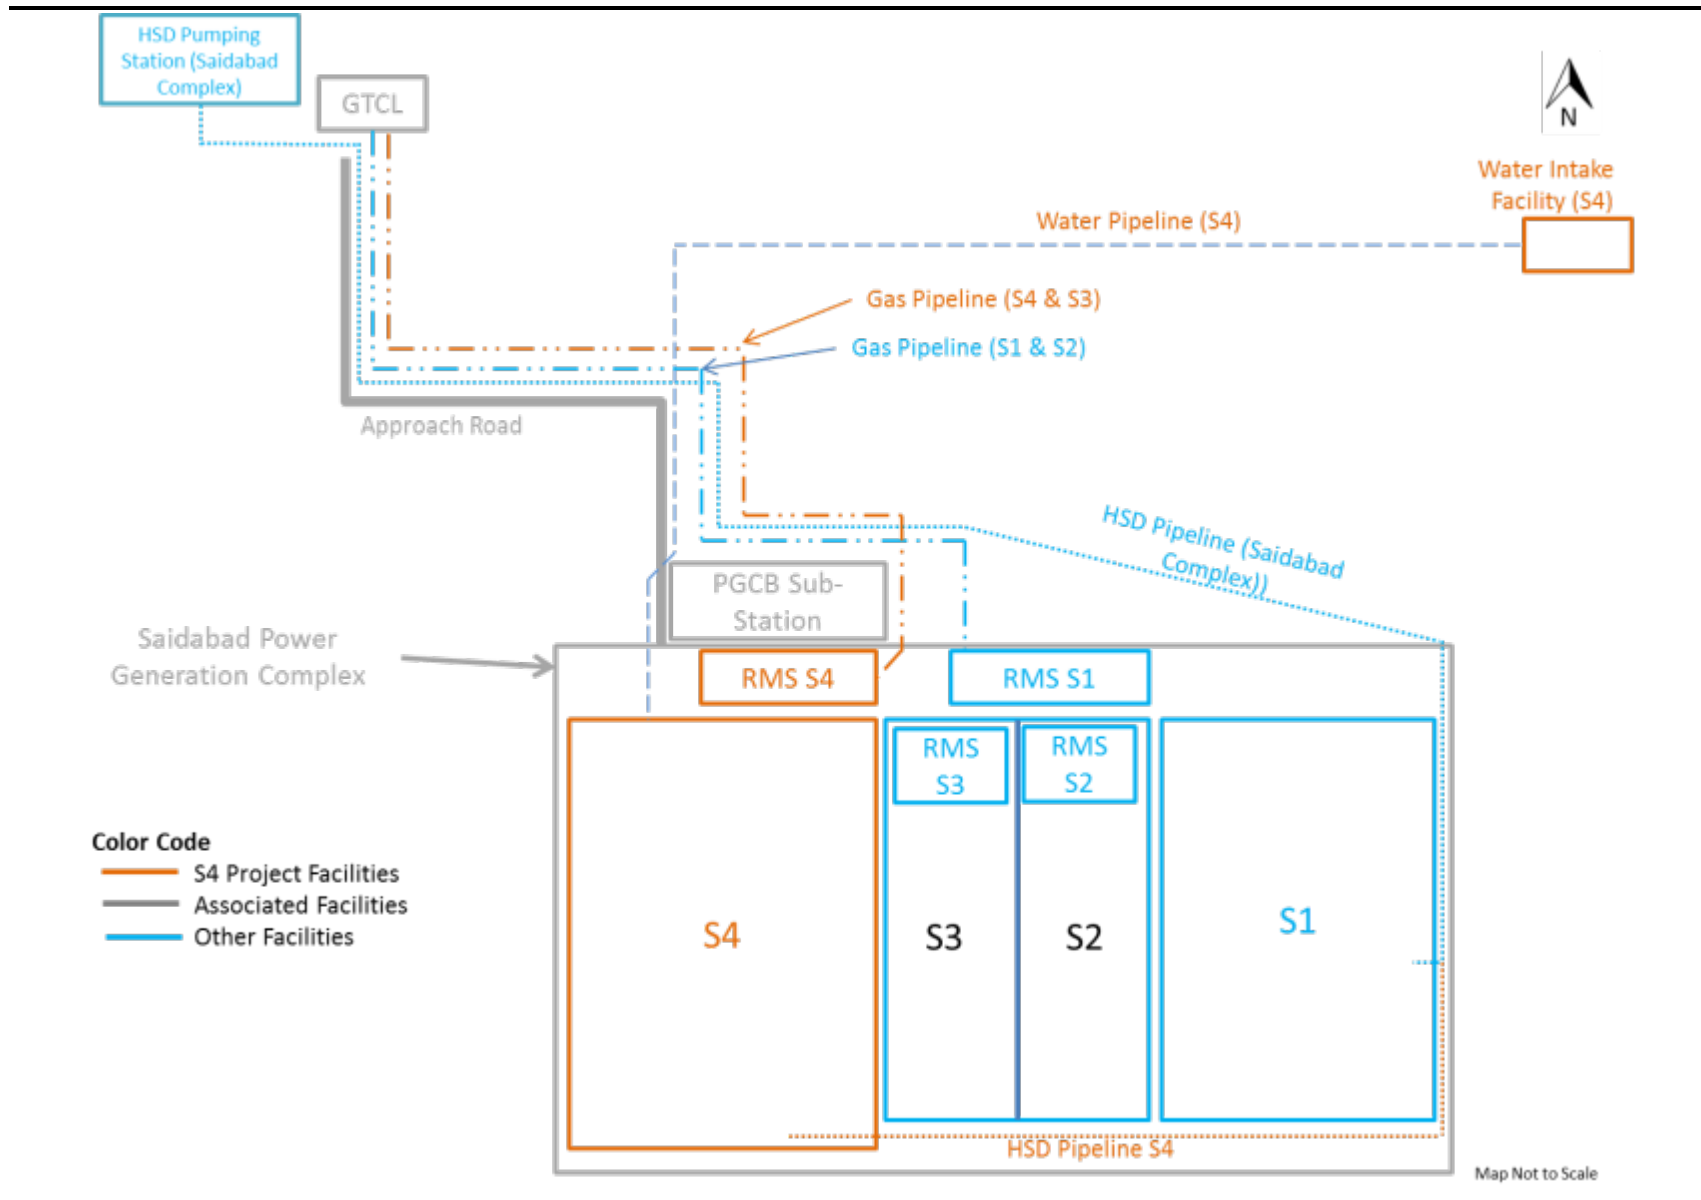 HSD Pumping
Station (Saidabad
Complex)
GTCL
N
Water Intake
Facility (S4)
Water Pipeline (S4)
Gas Pipeline (S4 & S3)
Gas Pipeline (S1 & S2)
Approach Road
HSD Pipeline (Saidabad
Complex))
PGCB Sub-
Station
Saidabad Power
Generation Complex
RMS S4
RMS S1
RMS
S3
RMS
S2
Color Code
S4 Project Facilities
Associated Facilities
Other Facilities
S4
S3
S2
S1
HSD Pipeline S4
Map Not to Scale